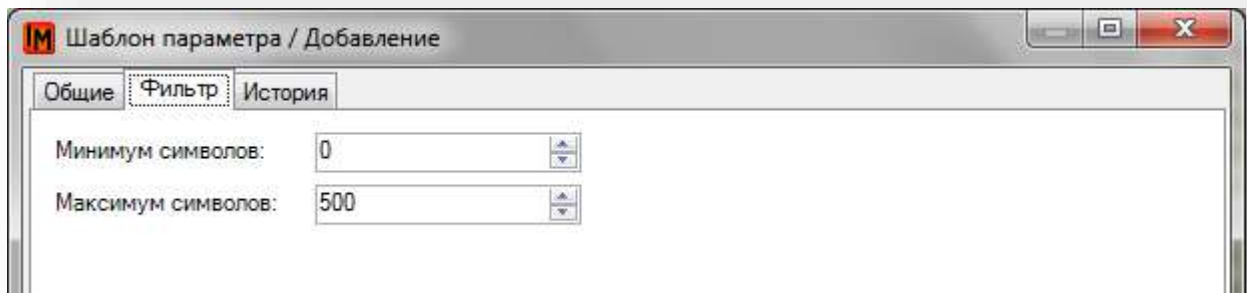 IM Шаблон параметра / Добавление
Общие Фильтр История
Минимум символов: 0
Максимум символов: 500